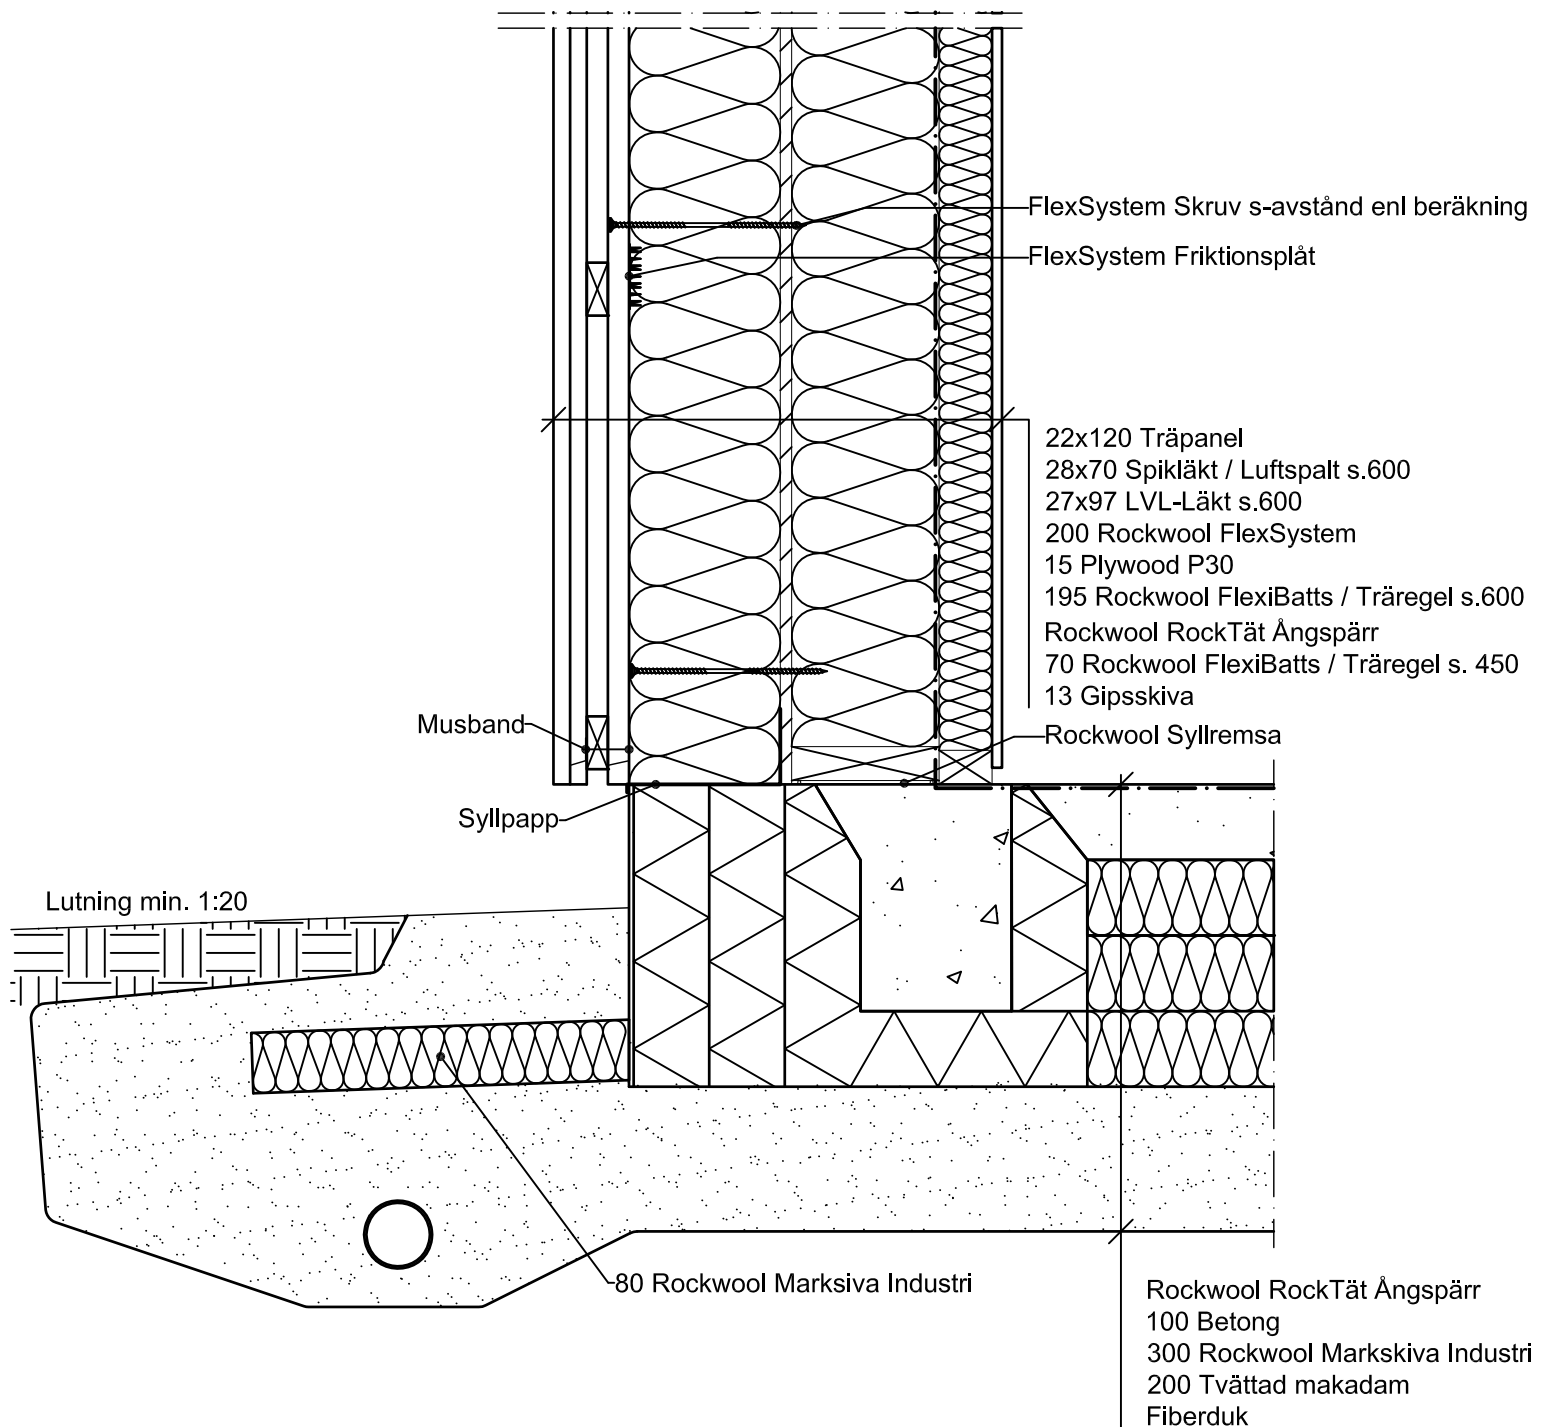 FlexSystem Skruv s-avstånd enl beräkning
FlexSystem Friktionsplåt
22x120 Träpanel
28x70 Spikläkt / Luftspalt s.600
27x97 LVL-Läkt s.600
200 Rockwool FlexSystem
15 Plywood P30
195 Rockwool FlexiBatts / Träregel s.600
Rockwool RockTät Ångspärr
70 Rockwool FlexiBatts / Träregel s. 450
13 Gipsskiva
Musband
Rockwool Syllremsa
Syllpapp
Lutning min. 1:20
80 Rockwool Marksiva Industri
Rockwool RockTät Ångspärr
100 Betong
300 Rockwool Markskiva Industri
200 Tvättad makadam
Fiberduk